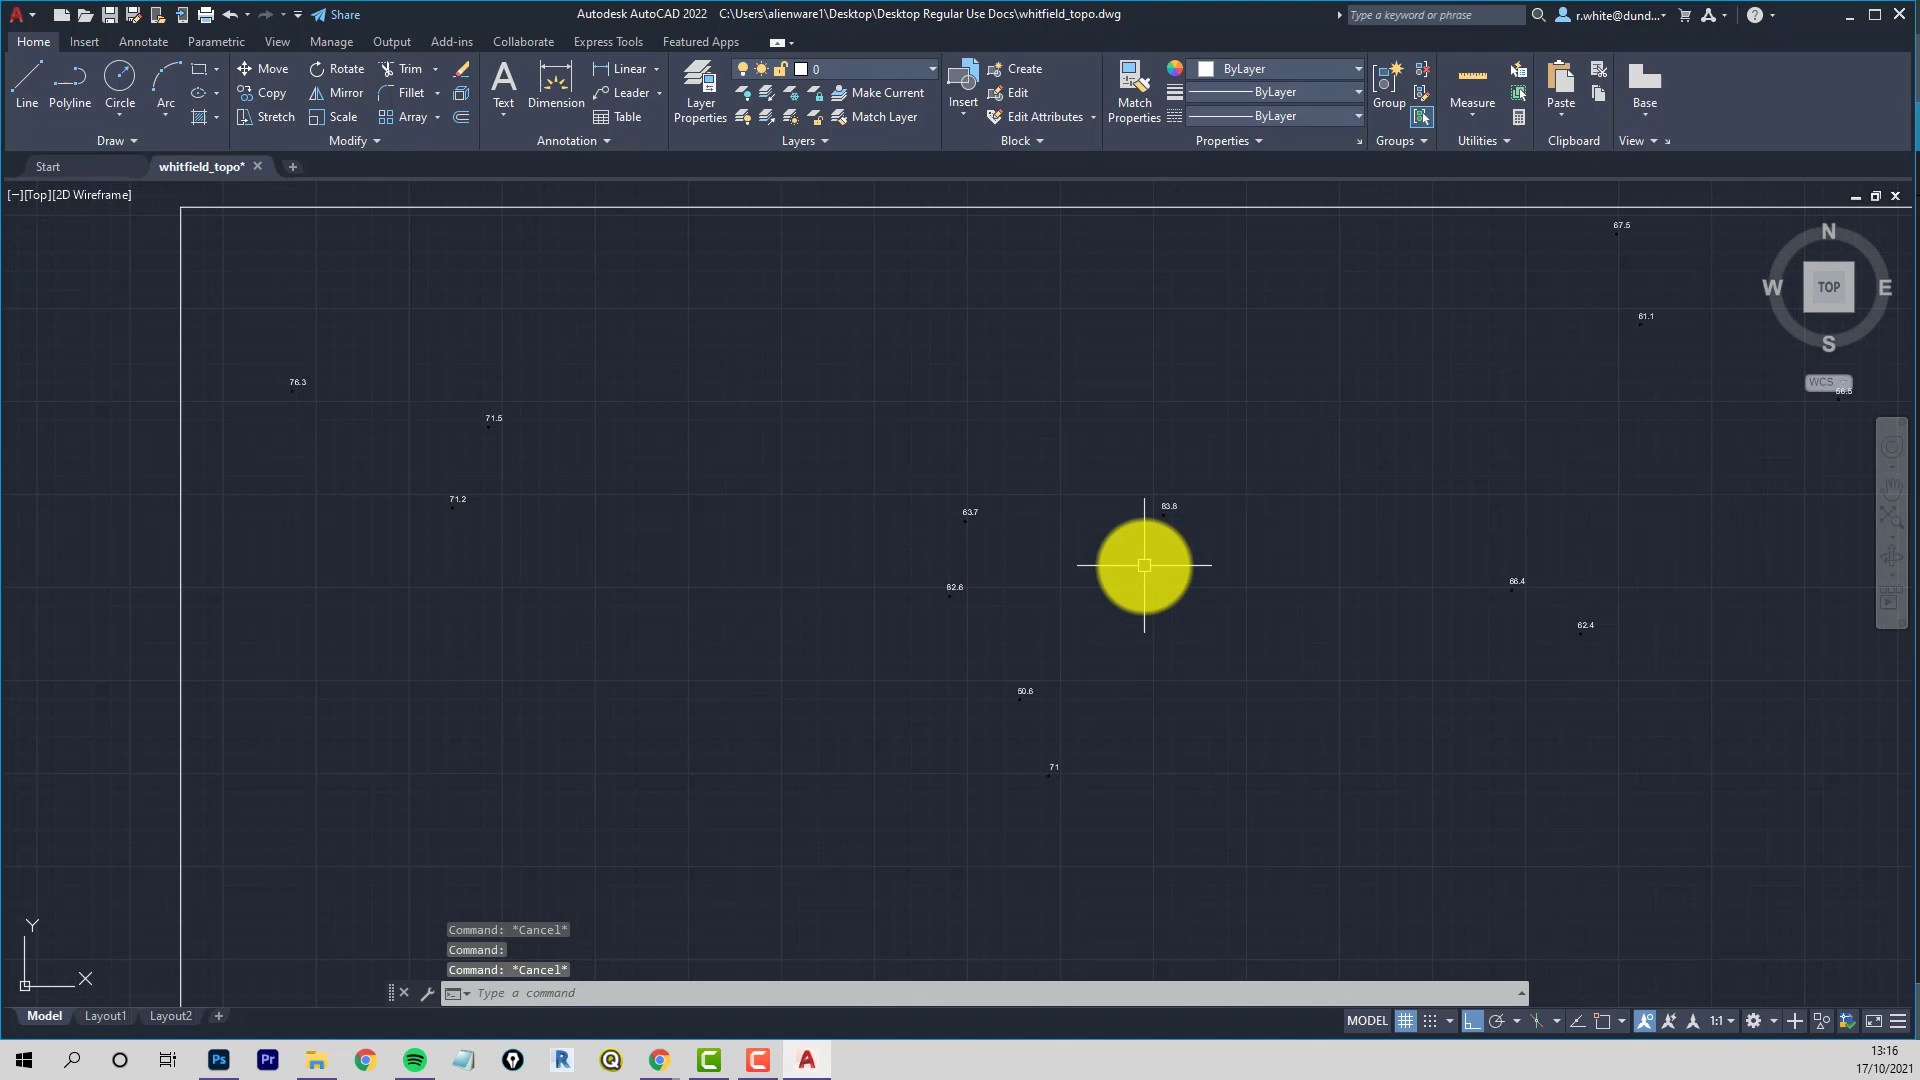 Share
Autodesk AutoCAD 2022 C:\Users\alienware1\Desktop\Desktop Regular Use Docs\whitfield_topo.dwg
Type a keyword or phrase
r.white@dund...
Home Insert Annotate Parametric View Manage Output Add-ins Collaborate Express Tools Featured Apps
Line
Polyline
Circle
Arc
Move
Rotate
Trim
Copy
Mirror
Fillet
Stretch
Scale
Array
Text
Dimension
Linear
Leader
Table
Layer
Properties
0
Make Current
Match Layer
Insert
Create
Edit
Edit Attributes
Match
Properties
ByLayer
ByLayer
ByLayer
Group
Measure
Paste
Base
Draw
Modify
Annotation
Layers
Block
Properties
Groups
Utilities
Clipboard
View
Start
whitfield_topo*
[−][Top][2D Wireframe]
67.5
N
W
TOP
E
S
61.1
WCS
76.3
71.5
71.2
63.7
83.8
66.4
62.4
50.6
71
Y
X
Command: *Cancel*
Command:
Command: *Cancel*
Type a command
Model
Layout1
Layout2
MODEL
1:1
Ps
Pr
R
Q
C
C
A
13:16
17/10/2021